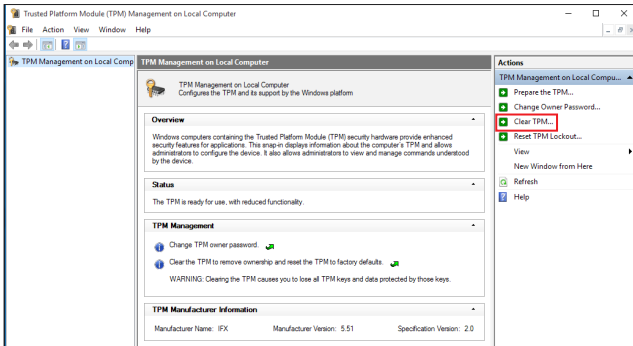 Trusted Platform Module (TPM) Management on Local Computer
File Action View Window Help
TPM Management on Local Comp
TPM Management on Local Computer
TPM Management on Local Computer
Configures the TPM and its support by the Windows platform
Overview
Windows computers containing the Trusted Platform Module (TPM) security hardware provide enhanced
security features for applications. This snap-in displays information about the computer's TPM and allows
administrators to configure the device. It also allows administrators to view and manage commands understood
by the device.
Status
The TPM is ready for use, with reduced functionality.
TPM Management
Change TPM owner password.
Clear the TPM to remove ownership and reset the TPM to factory defaults.
WARNING: Clearing the TPM causes you to lose all TPM keys and data protected by those keys.
TPM Manufacturer Information
Manufacturer Name: IFX Manufacturer Version: 5.51 Specification Version: 2.0
Actions
TPM Management on Local Compu...
Prepare the TPM...
Change Owner Password...
Clear TPM...
Reset TPM Lockout...
View
New Window from Here
Refresh
Help